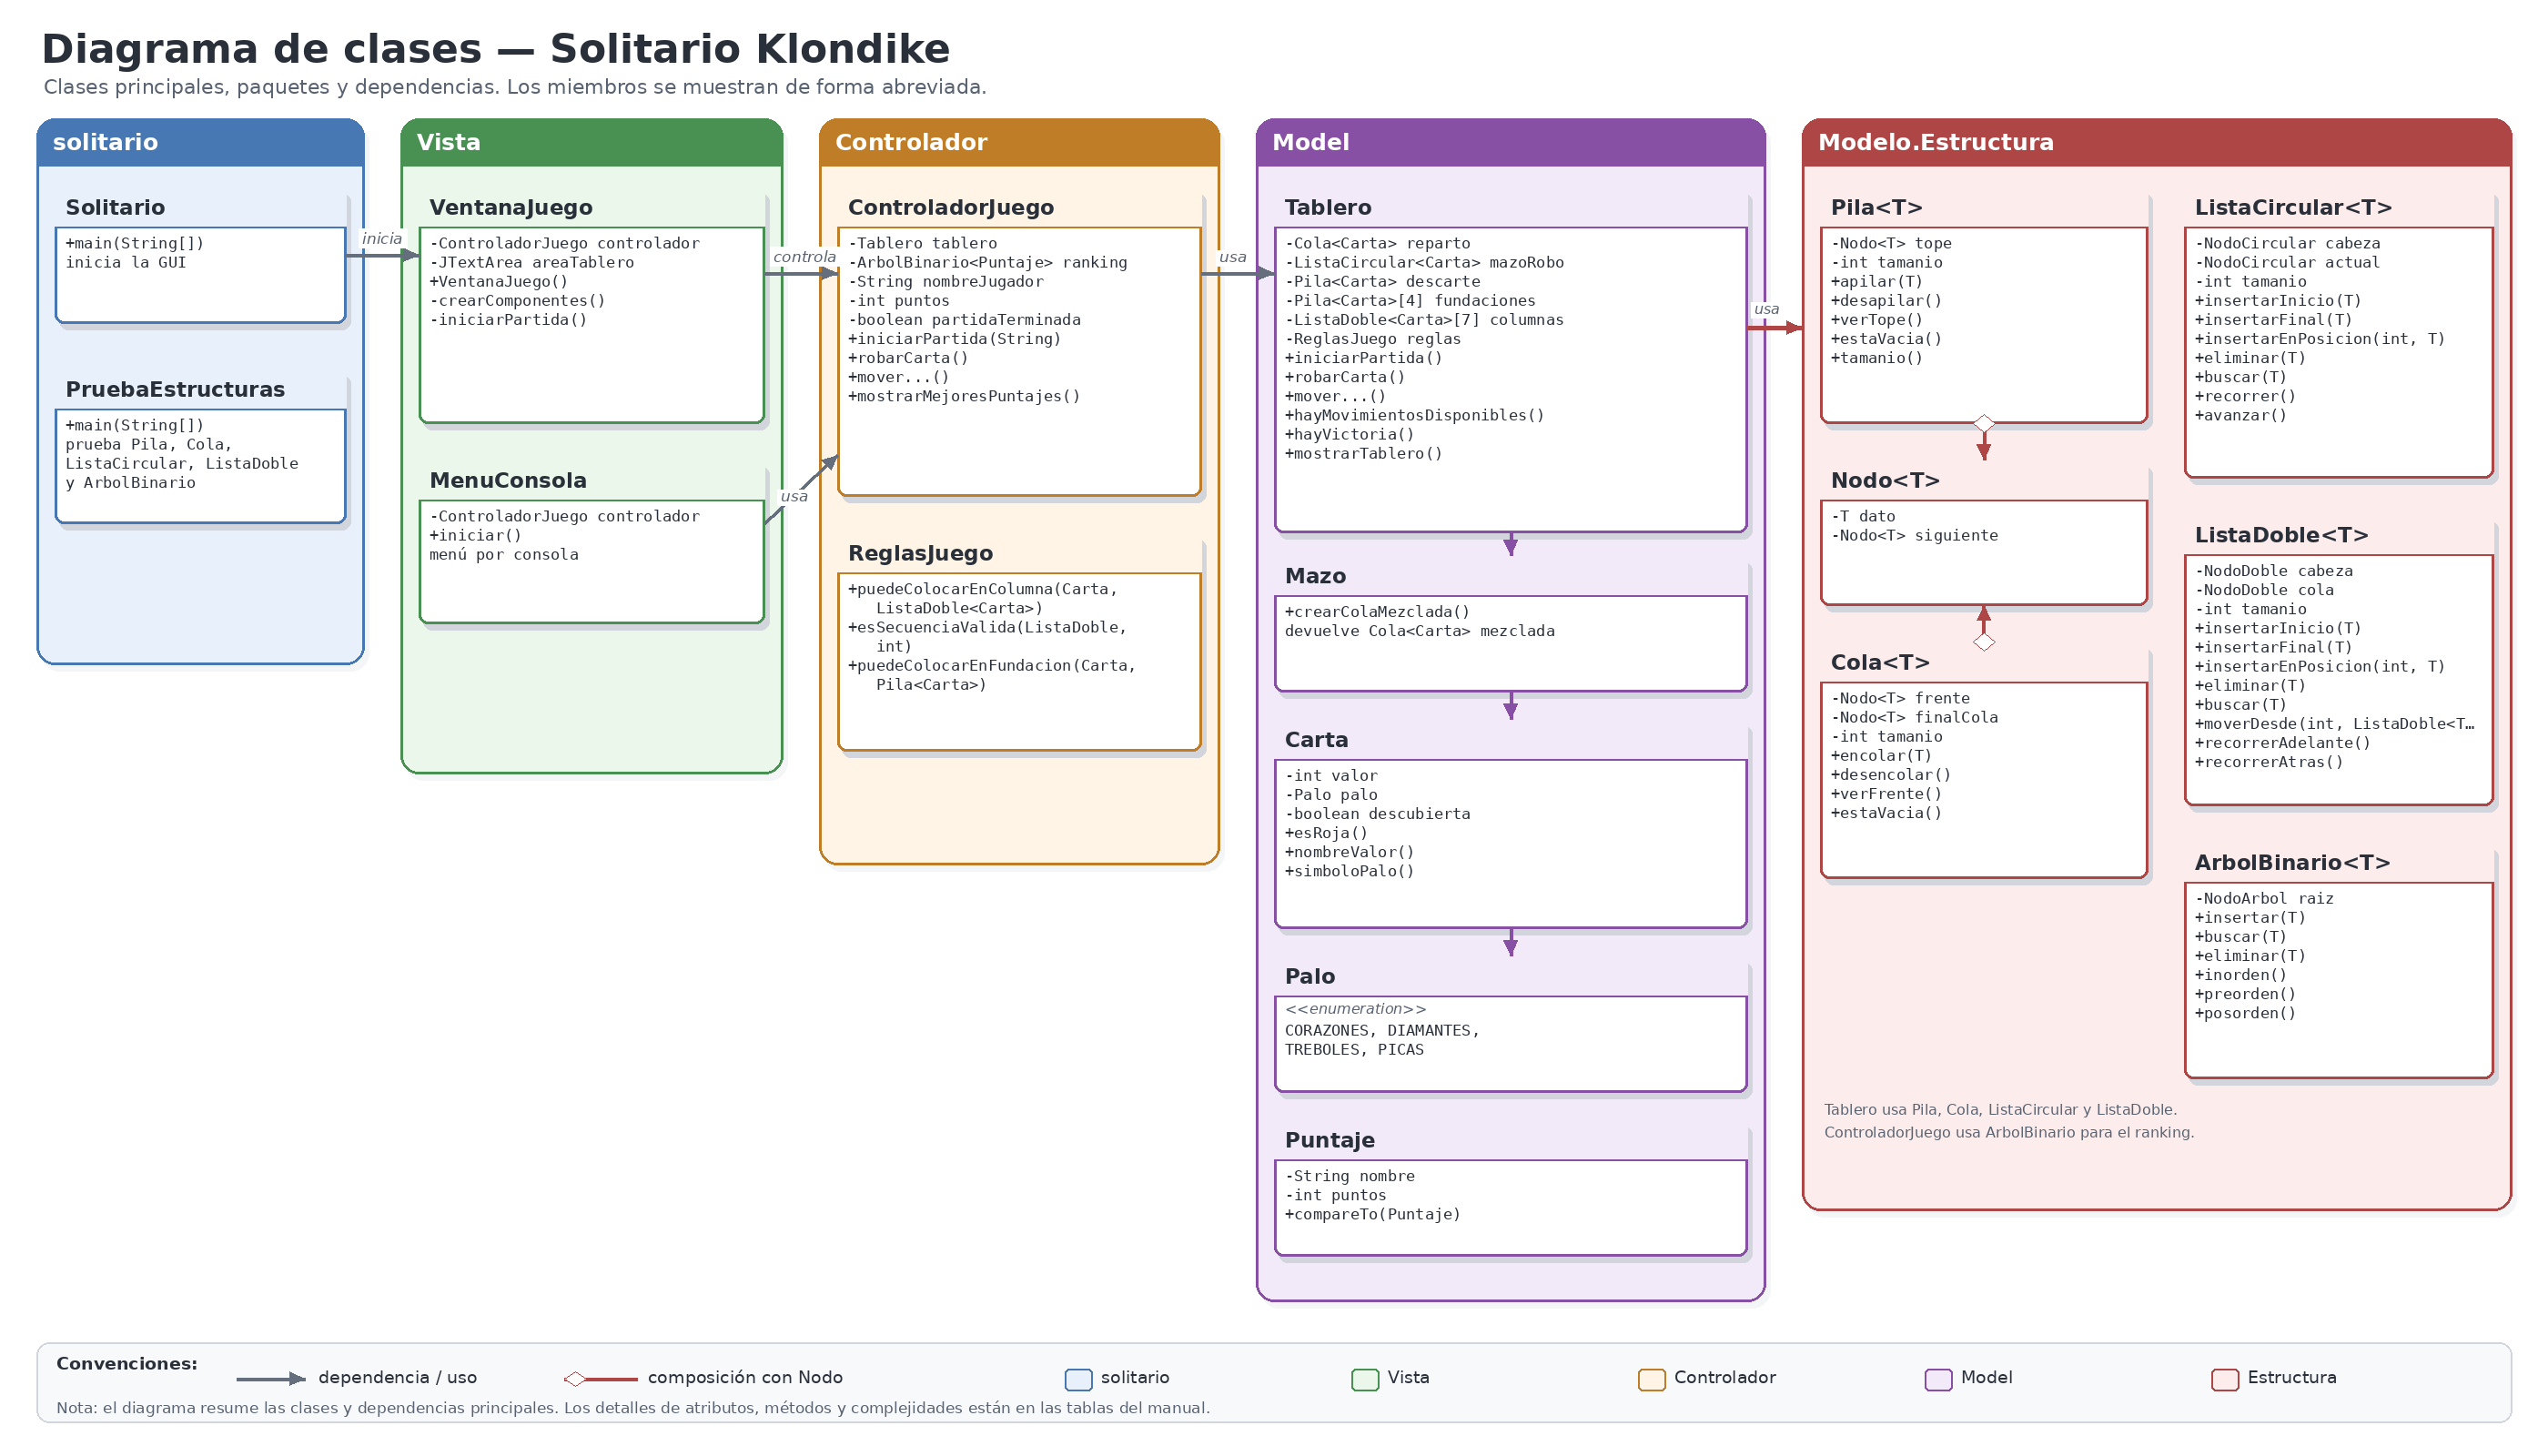 Diagrama de clases — Solitario Klondike
Clases principales, paquetes y dependencias. Los miembros se muestran de forma abreviada.
solitario
Solitario
+main(String[])
inicia la GUI
PruebaEstructuras
+main(String[])
prueba Pila, Cola,
ListaCircular, ListaDoble
y ArbolBinario
inicia
Vista
VentanaJuego
-ControladorJuego controlador
-JTextArea areaTablero
+VentanaJuego()
-crearComponentes()
-iniciarPartida()
MenuConsola
-ControladorJuego controlador
+iniciar()
menú por consola
controla
usa
Controlador
ControladorJuego
-Tablero tablero
-ArbolBinario<Puntaje> ranking
-String nombreJugador
-int puntos
-boolean partidaTerminada
+iniciarPartida(String)
+robarCarta()
+mover...()
+mostrarMejoresPuntajes()
ReglasJuego
+puedeColocarEnColumna(Carta,
ListaDoble<Carta>)
+esSecuenciaValida(ListaDoble,
int)
+puedeColocarEnFundacion(Carta,
Pila<Carta>)
usa
Model
Tablero
-Cola<Carta> reparto
-ListaCircular<Carta> mazoRobo
-Pila<Carta> descarte
-Pila<Carta>[4] fundaciones
-ListaDoble<Carta>[7] columnas
-ReglasJuego reglas
+iniciarPartida()
+robarCarta()
+mover...()
+hayMovimientosDisponibles()
+hayVictoria()
+mostrarTablero()
Mazo
+crearColaMezclada()
devuelve Cola<Carta> mezclada
Carta
-int valor
-Palo palo
-boolean descubierta
+esRoja()
+nombreValor()
+simboloPalo()
Palo
<<enumeration>>
CORAZONES, DIAMANTES,
TREBOLES, PICAS
Puntaje
-String nombre
-int puntos
+compareTo(Puntaje)
usa
Modelo.Estructura
Pila<T>
-Nodo<T> tope
-int tamanio
+apilar(T)
+desapilar()
+verTope()
+estaVacia()
+tamanio()
Nodo<T>
-T dato
-Nodo<T> siguiente
Cola<T>
-Nodo<T> frente
-Nodo<T> finalCola
-int tamanio
+encolar(T)
+desencolar()
+verFrente()
+estaVacia()
ListaCircular<T>
-NodoCircular cabeza
-NodoCircular actual
-int tamanio
+insertarInicio(T)
+insertarFinal(T)
+insertarEnPosicion(int, T)
+eliminar(T)
+buscar(T)
+recorrer()
+avanzar()
ListaDoble<T>
-NodoDoble cabeza
-NodoDoble cola
-int tamanio
+insertarInicio(T)
+insertarFinal(T)
+insertarEnPosicion(int, T)
+eliminar(T)
+buscar(T)
+moverDesde(int, ListaDoble<T…
+recorrerAdelante()
+recorrerAtras()
ArbolBinario<T>
-NodoArbol raiz
+insertar(T)
+buscar(T)
+eliminar(T)
+inorden()
+preorden()
+posorden()
Tablero usa Pila, Cola, ListaCircular y ListaDoble.
ControladorJuego usa ArbolBinario para el ranking.
Convenciones:
dependencia / uso
composición con Nodo
solitario
Vista
Controlador
Model
Estructura
Nota: el diagrama resume las clases y dependencias principales. Los detalles de atributos, métodos y complejidades están en las tablas del manual.